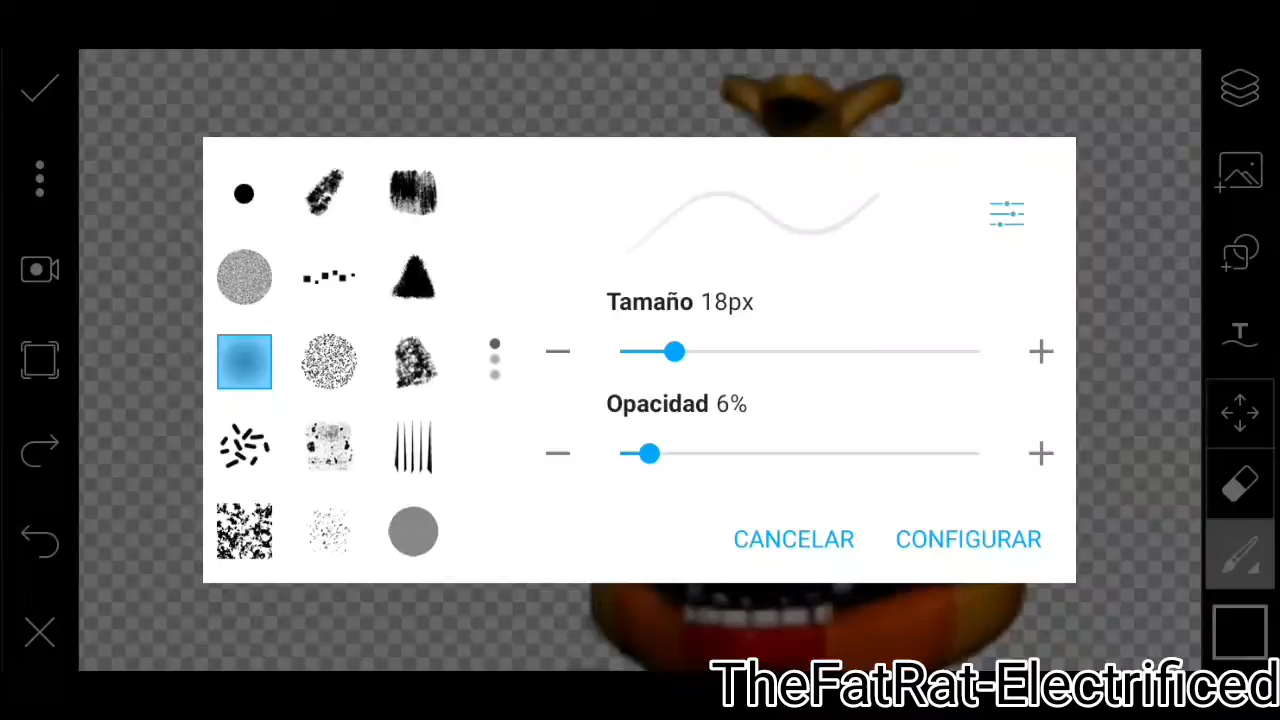 Tamaño 18px
Opacidad 6%
CANCELAR CONFIGURAR
T
TheFatRat-Electrificed